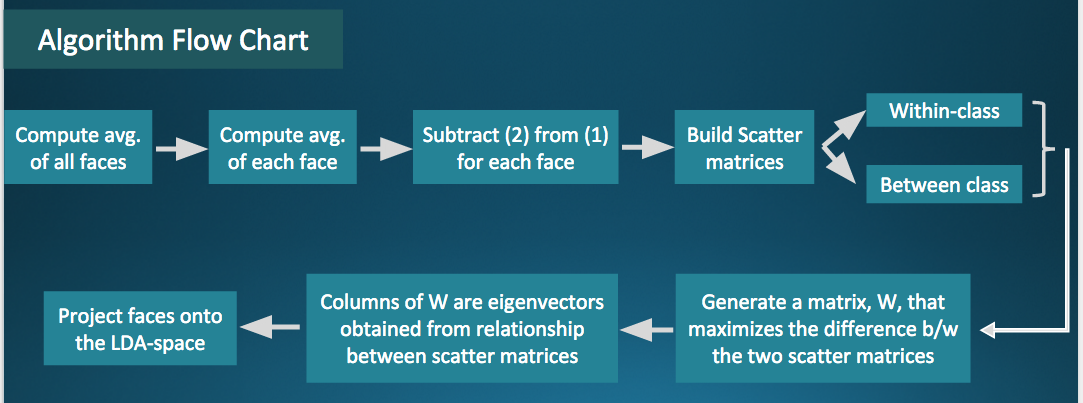 Algorithm Flow Chart
Compute avg.
of all faces
Compute avg.
of each face
Subtract (2) from (1)
for each face
Build Scatter
matrices
Within-class
Between class
Generate a matrix, W, that
maximizes the difference b/w
the two scatter matrices
Columns of W are eigenvectors
obtained from relationship
between scatter matrices
Project faces onto
the LDA-space